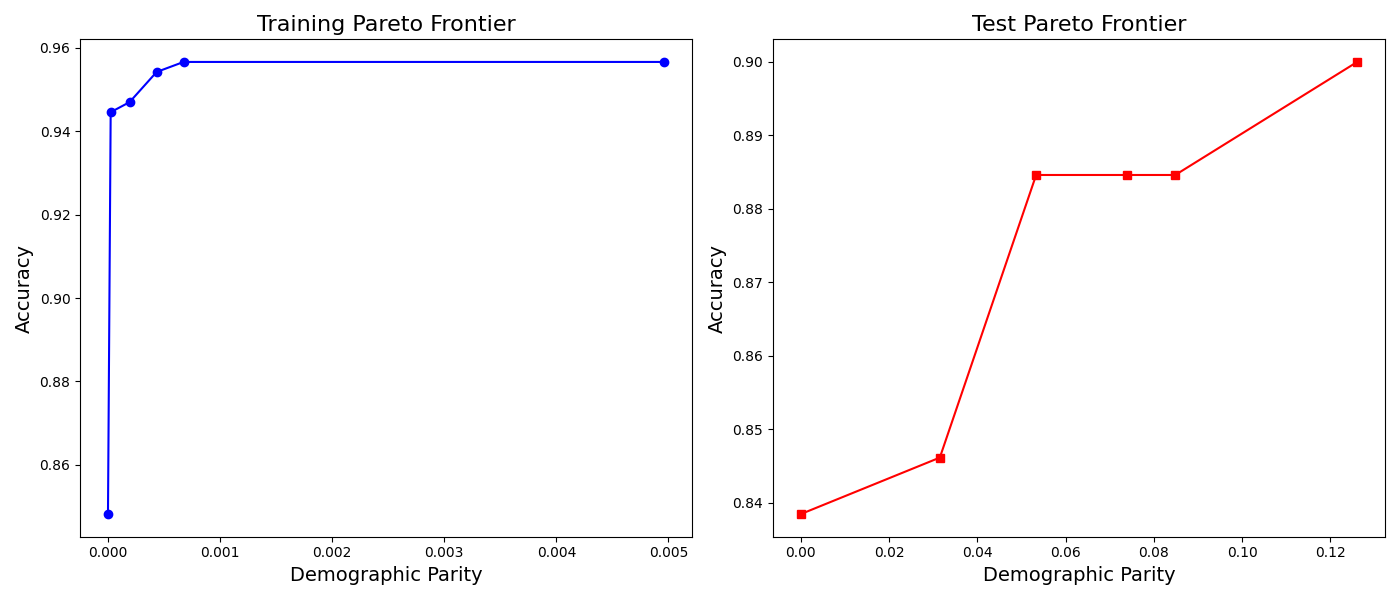 Training Pareto Frontier
0.96
0.94
0.92
0.90
0.88
0.86
Accuracy
0.000 0.001 0.002 0.003 0.004 0.005
Demographic Parity
Test Pareto Frontier
0.90
0.89
0.88
0.87
0.86
0.85
0.84
Accuracy
0.00 0.02 0.04 0.06 0.08 0.10 0.12
Demographic Parity